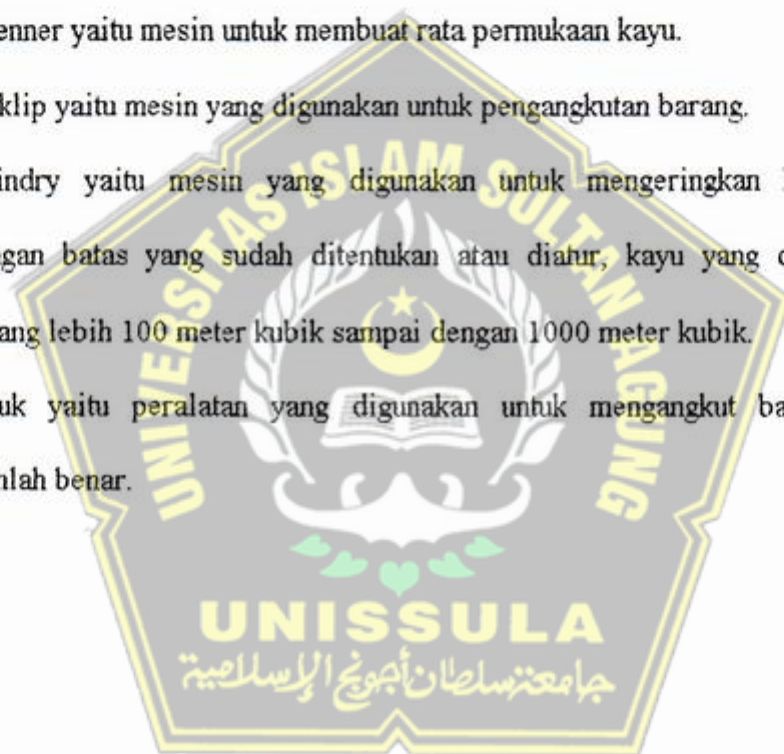 enner yaitu mesin untuk membuat rata permukaan kayu.
klip yaitu mesin yang digunakan untuk pengangkutan barang.
indry yaitu mesin yang digunakan untuk mengeringkan
gan batas yang sudah ditentukan atau diatur, kayu yang
ang lebih 100 meter kubik sampai dengan 1000 meter kubik.
uk yaitu peralatan yang digunakan untuk mengangkut ba
nlah benar.
UNIVERSITAS ISLAM SULTAN AGUNG
UNISSULA
جامعة سلطان أجونج الإسلامية